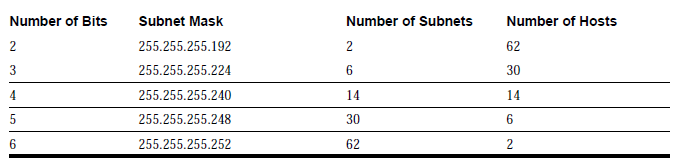 Number of Bits Subnet Mask Number of Subnets Number of Hosts
2 255.255.255.192 2 62
3 255.255.255.224 6 30
4 255.255.255.240 14 14
5 255.255.255.248 30 6
6 255.255.255.252 62 2